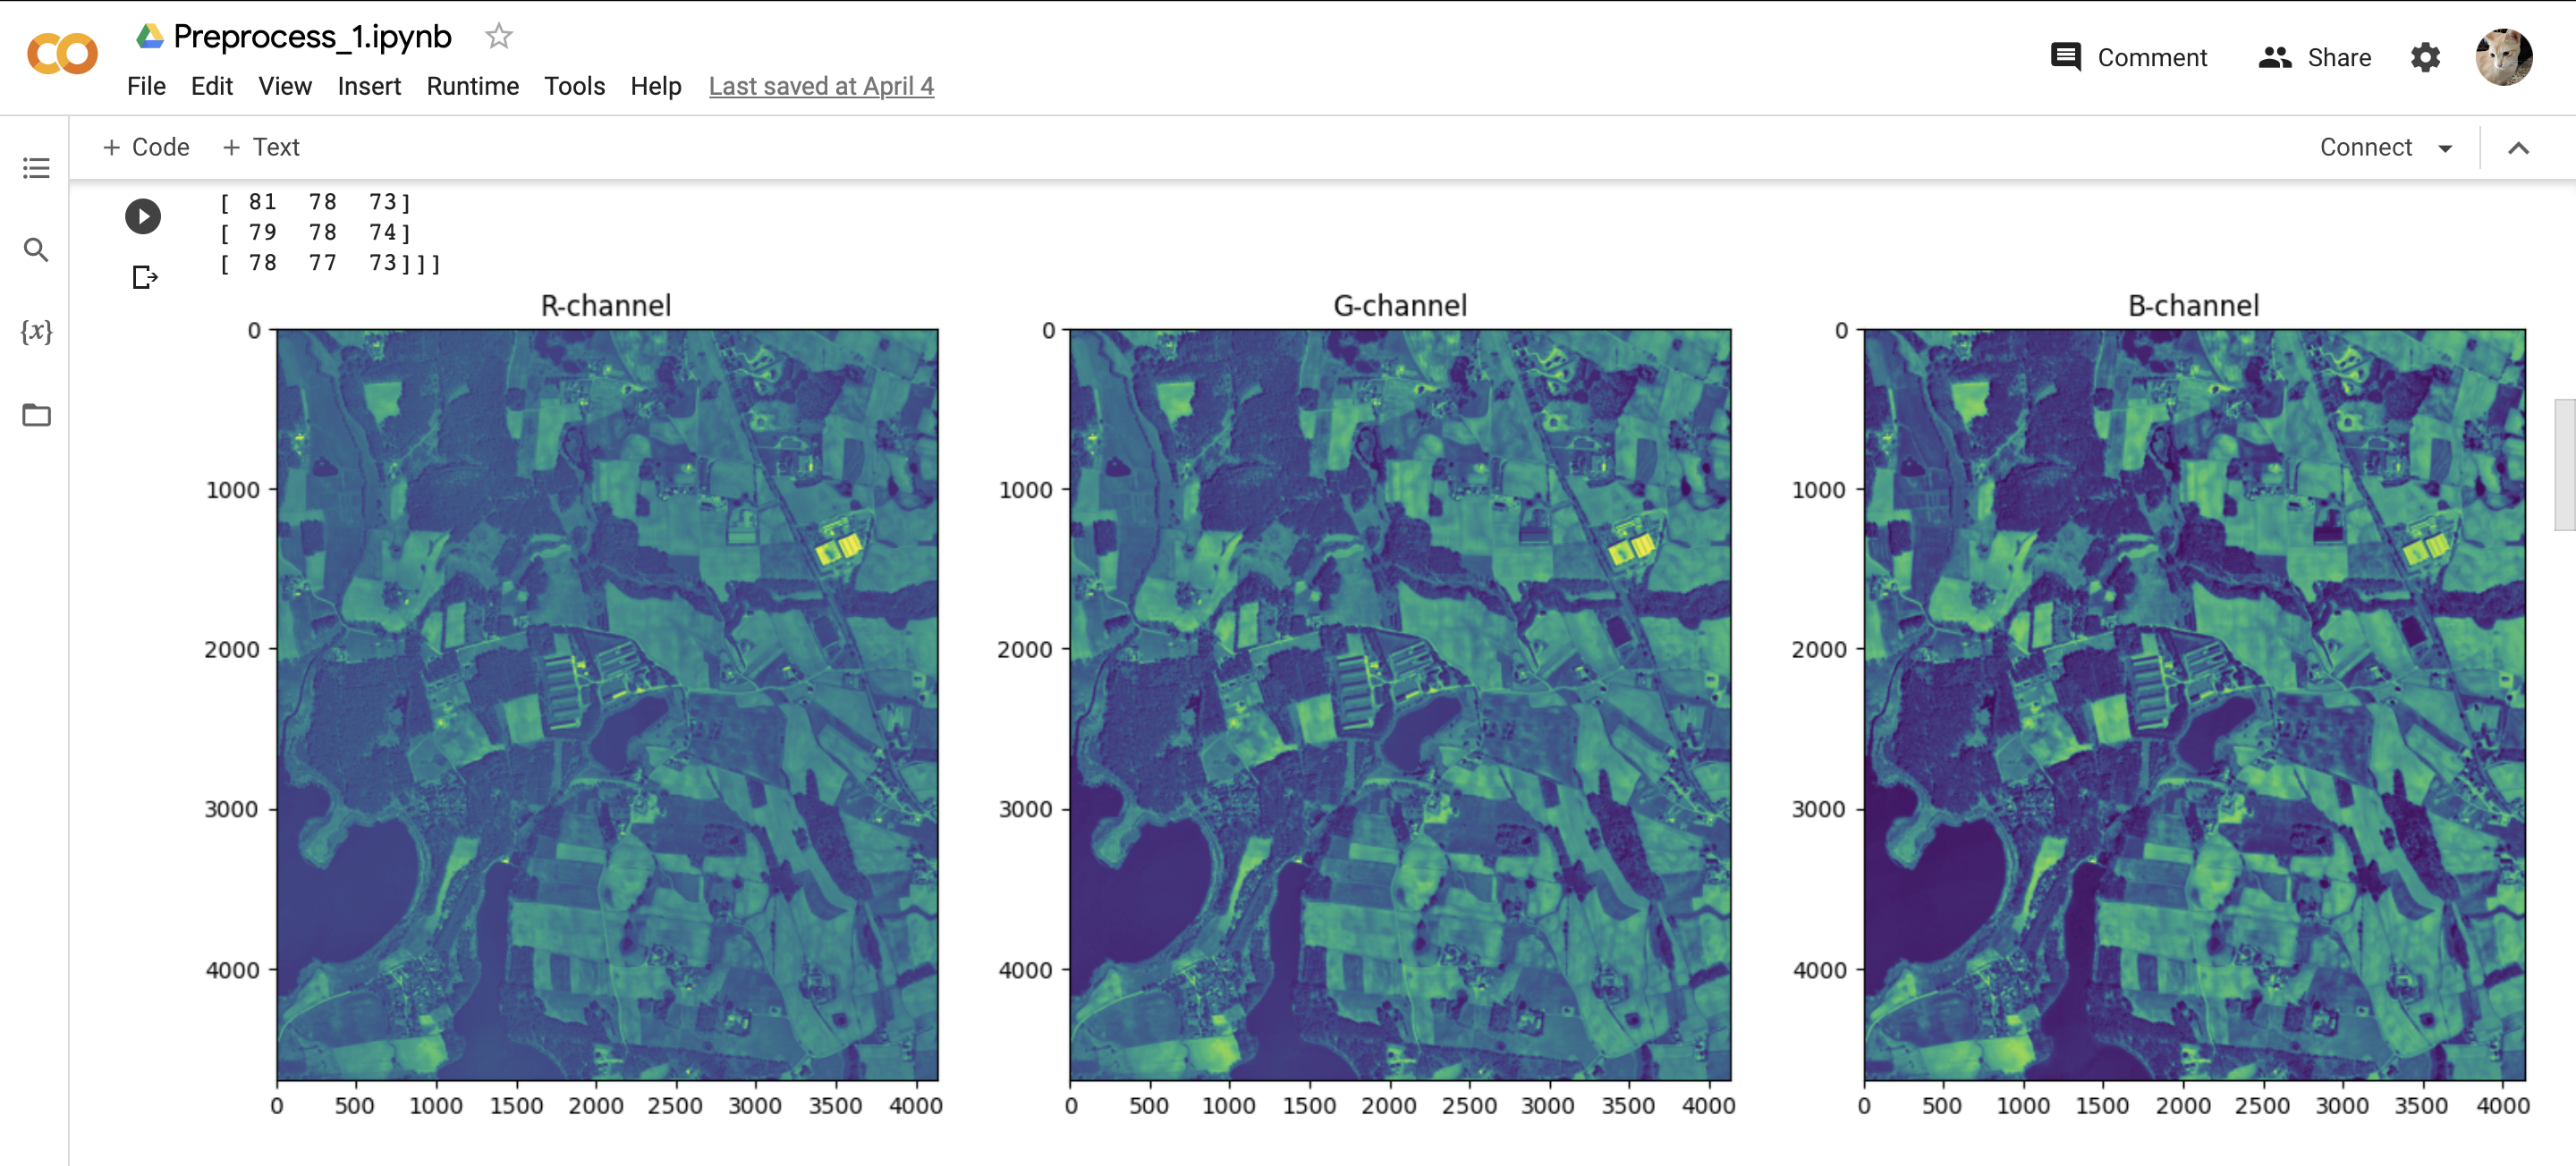 Preprocess_1.ipynb
File Edit View Insert Runtime Tools Help Last saved at April 4
Comment Share
+ Code + Text
Connect
{x}
[ 81 78 73]
[ 79 78 74]
[ 78 77 73]]]
R-channel
0
1000
2000
3000
4000
0 500 1000 1500 2000 2500 3000 3500 4000
G-channel
0
1000
2000
3000
4000
0 500 1000 1500 2000 2500 3000 3500 4000
B-channel
0
1000
2000
3000
4000
0 500 1000 1500 2000 2500 3000 3500 4000